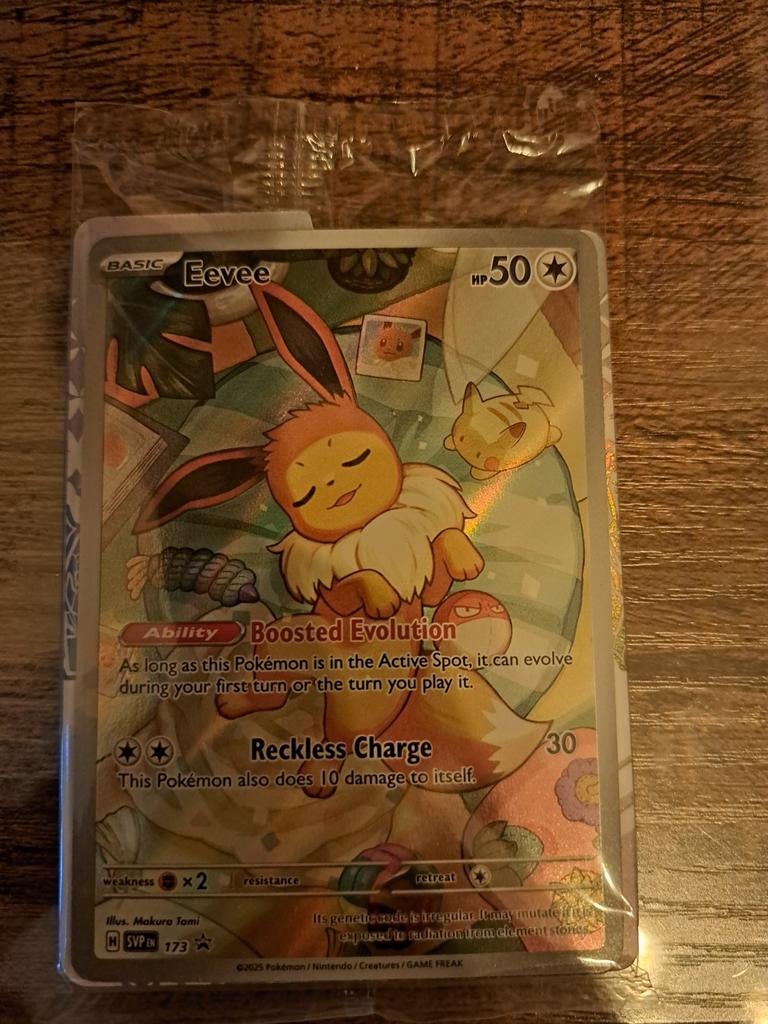 BASIC Eevee HP 50
Ability Boosted Evolution
As long as this Pokémon is in the Active Spot, it can evolve
during your first turn or the turn you play it.
Reckless Charge 30
This Pokémon also does 10 damage to itself.
weakness ×2 resistance retreat
Illus. Makura Tami
Its genetic code is irregular. It may mutate if it is
exposed to radiation from element stones.
H SVP EN 173
©2025 Pokémon / Nintendo / Creatures / GAME FREAK